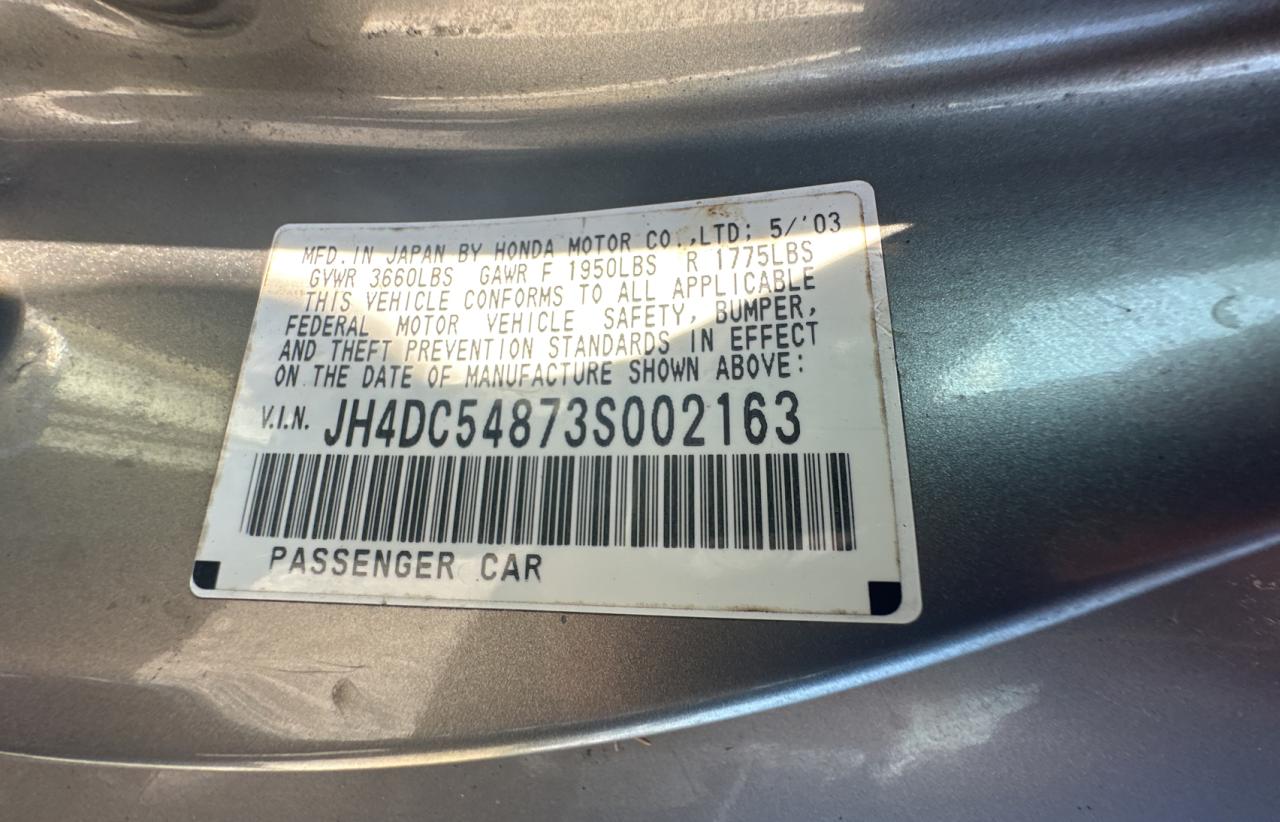 MFD. IN JAPAN BY HONDA MOTOR CO.,LTD; 5/'03
GVWR 3660LBS GAWR F 1950LBS R 1775LBS
THIS VEHICLE CONFORMS TO ALL APPLICABLE
FEDERAL MOTOR VEHICLE SAFETY, BUMPER,
AND THEFT PREVENTION STANDARDS IN EFFECT
ON THE DATE OF MANUFACTURE SHOWN ABOVE:
V.I.N. JH4DC54873S002163
PASSENGER CAR